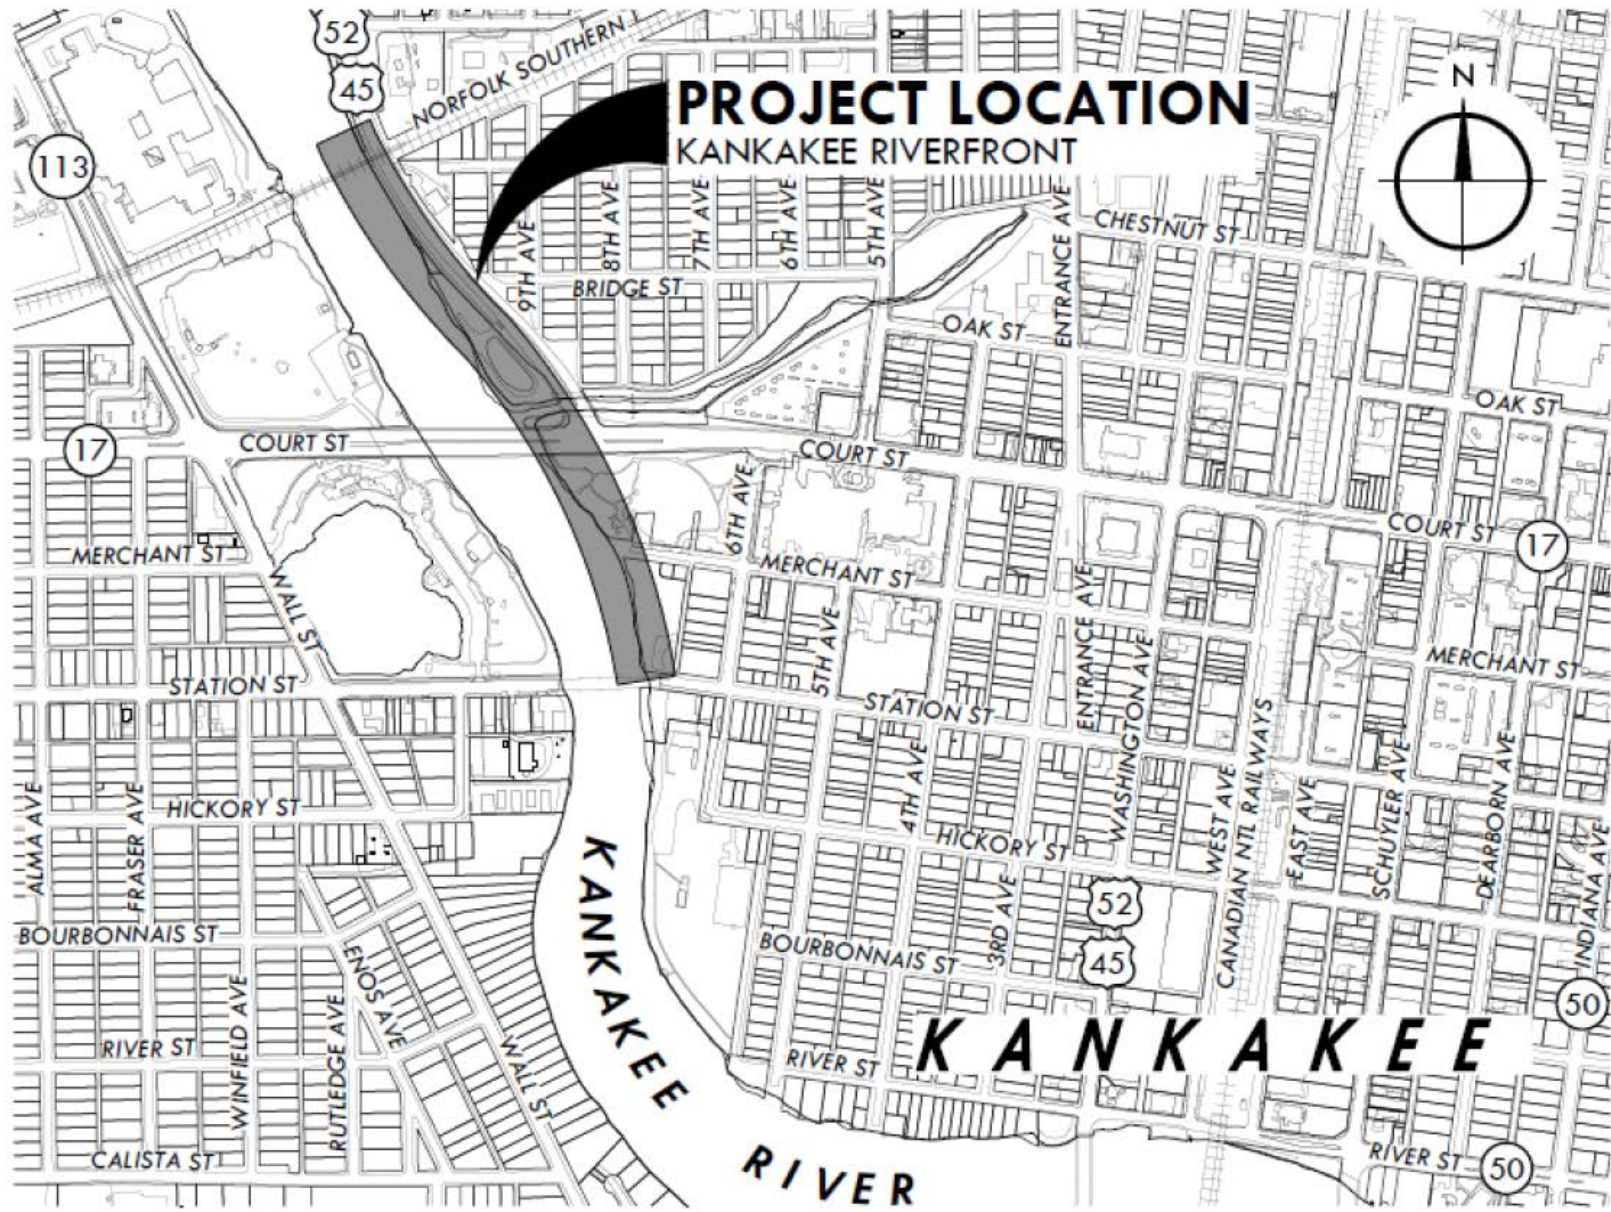 52
45
NORFOLK SOUTHERN
PROJECT LOCATION
KANKAKEE RIVERFRONT
N
113
9TH AVE
8TH AVE
7TH AVE
6TH AVE
5TH AVE
ENTRANCE AVE
CHESTNUT ST
BRIDGE ST
OAK ST
OAK ST
17
COURT ST
COURT ST
6TH AVE
COURT ST
17
MERCHANT ST
WALL ST
MERCHANT ST
5TH AVE
ENTRANCE AVE
WASHINGTON AVE
MERCHANT ST
STATION ST
STATION ST
ALMA AVE
FRASER AVE
HICKORY ST
4TH AVE
HICKORY ST
WEST AVE
CANADIAN NTL RAILWAYS
EAST AVE
SCHUYLER AVE
DEARBORN AVE
INDIANA AVE
KANKAKEE
52
45
3RD AVE
BOURBONNAIS ST
BOURBONNAIS ST
ENOS AVE
WINFIELD AVE
RUTLEDGE AVE
50
KANKAKEE
RIVER ST
WALL ST
RIVER ST
CALISTA ST
RIVER
RIVER ST
50